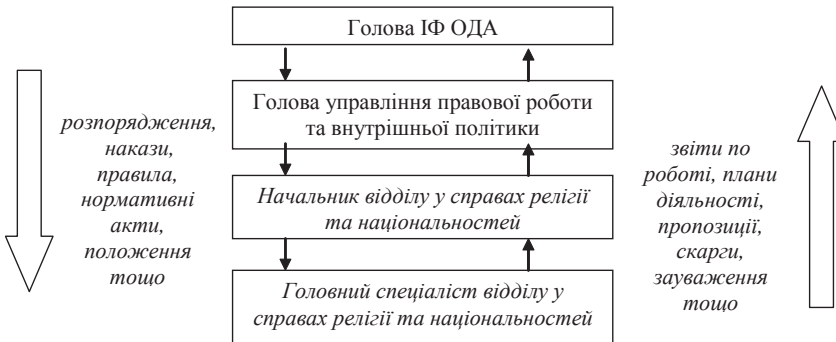 Голова ІФ ОДА
Голова управління правової роботи
та внутрішньої політики
Начальник відділу у справах релігії
та національностей
Головний спеціаліст відділу у
справах релігії та національностей
розпорядження,
накази,
правила,
нормативні
акти,
положення
тощо
звіти по
роботі, плани
діяльності,
пропозиції,
скарги,
зауваження
тощо